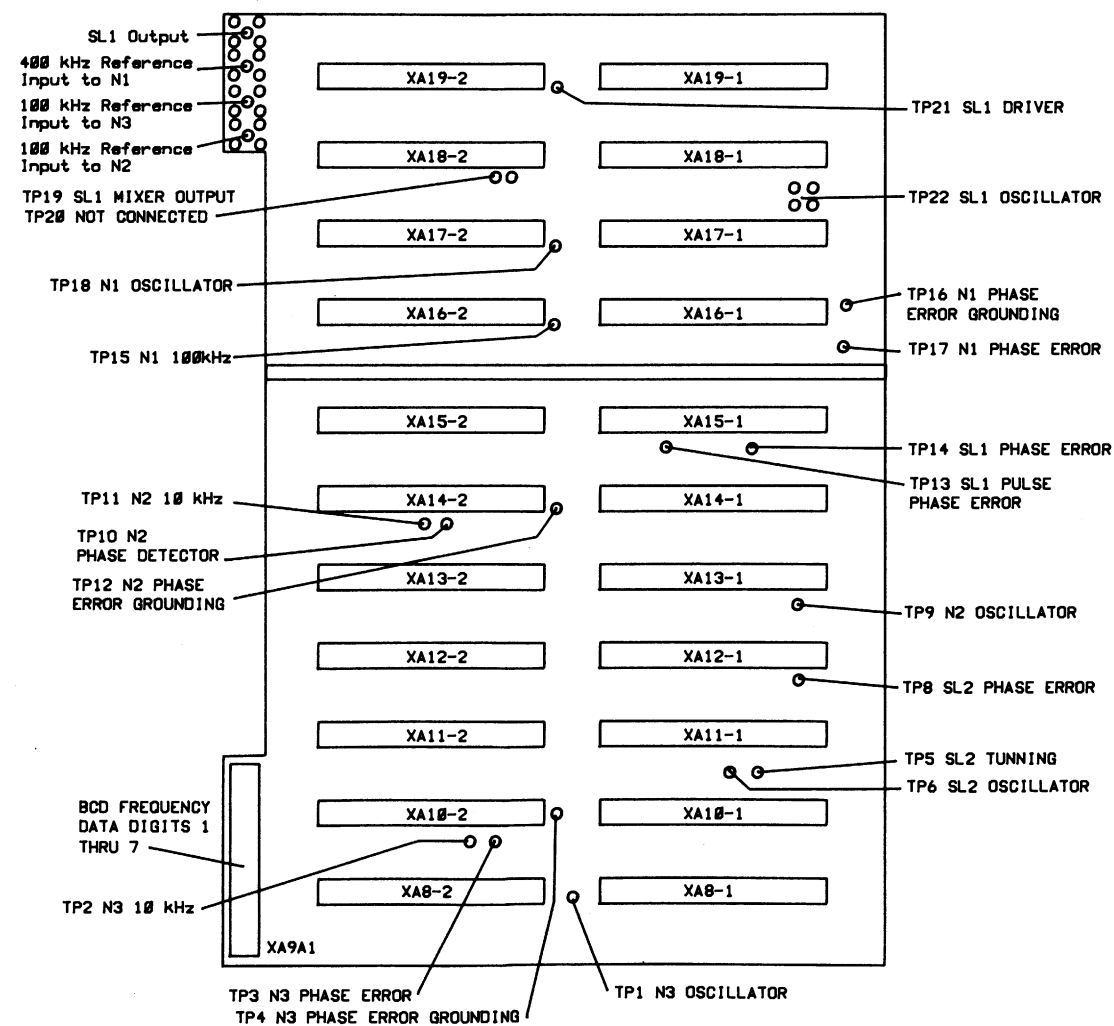 SL1 Output
400 kHz Reference
Input to N1
100 kHz Reference
Input to N3
100 kHz Reference
Input to N2
TP19 SL1 MIXER OUTPUT
TP20 NOT CONNECTED
TP18 N1 OSCILLATOR
TP15 N1 100kHz
XA19-2
XA19-1
TP21 SL1 DRIVER
XA18-2
XA18-1
TP22 SL1 OSCILLATOR
XA17-2
XA17-1
XA16-2
XA16-1
TP16 N1 PHASE
ERROR GROUNDING
TP17 N1 PHASE ERROR
XA15-2
XA15-1
TP14 SL1 PHASE ERROR
TP13 SL1 PULSE
PHASE ERROR
TP11 N2 10 kHz
TP10 N2
PHASE DETECTOR
TP12 N2 PHASE
ERROR GROUNDING
XA14-2
XA14-1
XA13-2
XA13-1
TP9 N2 OSCILLATOR
XA12-2
XA12-1
TP8 SL2 PHASE ERROR
XA11-2
XA11-1
TP5 SL2 TUNNING
TP6 SL2 OSCILLATOR
BCD FREQUENCY
DATA DIGITS 1
THRU 7
XA10-2
XA10-1
TP2 N3 10 kHz
XA8-2
XA8-1
XA9A1
TP3 N3 PHASE ERROR
TP4 N3 PHASE ERROR GROUNDING
TP1 N3 OSCILLATOR